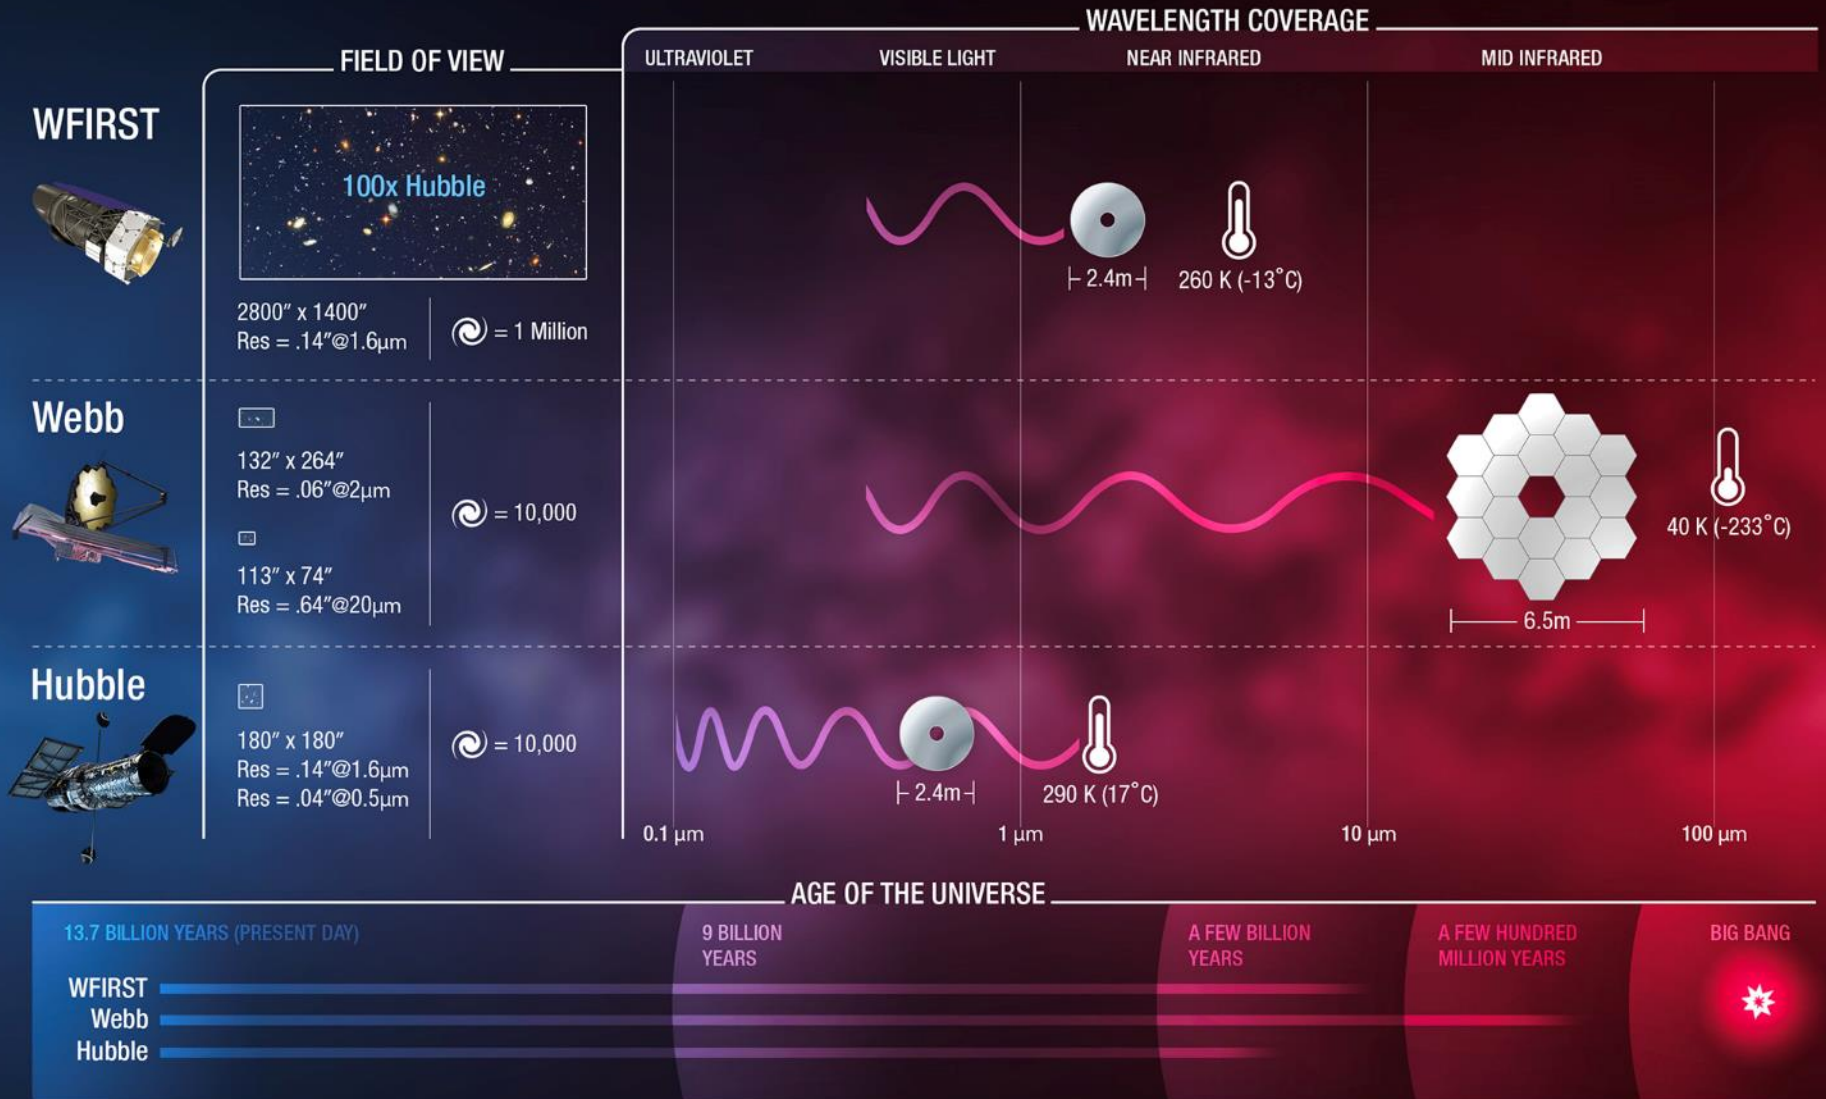 WAVELENGTH COVERAGE
FIELD OF VIEW
ULTRAVIOLET
VISIBLE LIGHT
NEAR INFRARED
MID INFRARED
WFIRST
100x Hubble
2800″ x 1400″
Res = .14″@1.6µm
= 1 Million
2.4m
260 K (-13˚C)
Webb
132″ x 264″
Res = .06″@2µm
113″ x 74″
Res = .64″@20µm
= 10,000
6.5m
40 K (-233˚C)
Hubble
180″ x 180″
Res = .14″@1.6µm
Res = .04″@0.5µm
= 10,000
2.4m
290 K (17˚C)
0.1 µm
1 µm
10 µm
100 µm
AGE OF THE UNIVERSE
13.7 BILLION YEARS (PRESENT DAY)
9 BILLION
YEARS
A FEW BILLION
YEARS
A FEW HUNDRED
MILLION YEARS
BIG BANG
WFIRST
Webb
Hubble